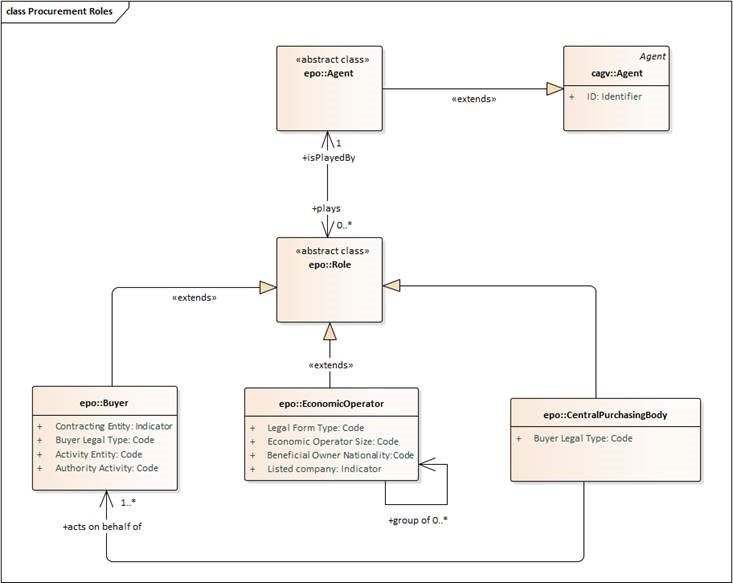 class Procurement Roles
«abstract class»
epo::Agent
Agent
cagv::Agent
+ ID: Identifier
«extends»
1
+isPlayedBy
+plays
0..*
«abstract class»
epo::Role
«extends»
«extends»
epo::Buyer
+ Contracting Entity: Indicator
+ Buyer Legal Type: Code
+ Activity Entity: Code
+ Authority Activity: Code
epo::EconomicOperator
+ Legal Form Type: Code
+ Economic Operator Size: Code
+ Beneficial Owner Nationality:Code
+ Listed company: Indicator
epo::CentralPurchasingBody
+ Buyer Legal Type: Code
1..*
+acts on behalf of
+group of 0..*